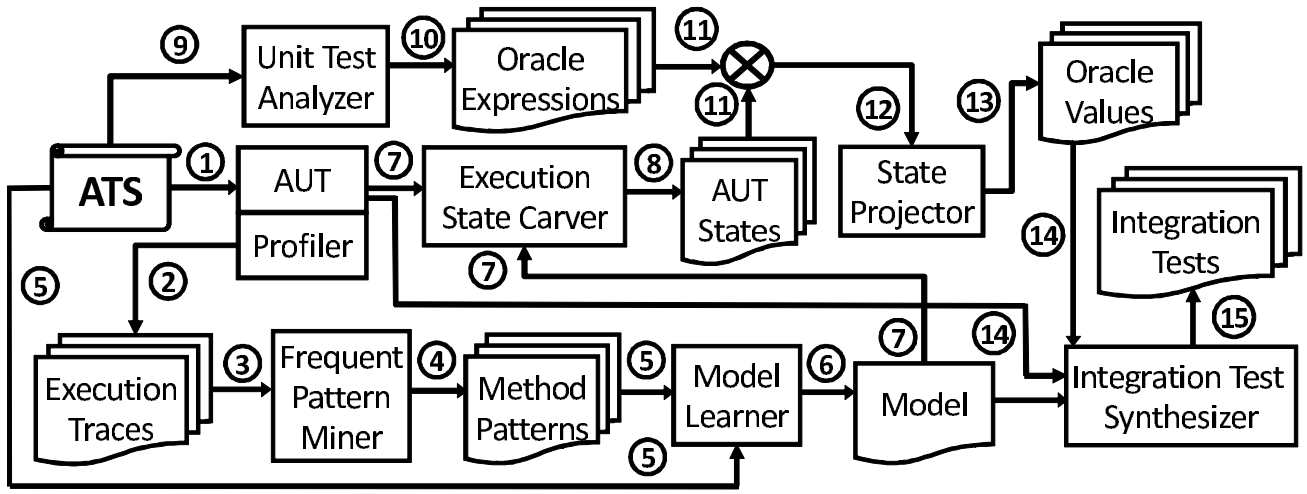 9
Unit Test
Analyzer
10
Oracle
Expressions
11
11
12
13
Oracle
Values
ATS
1
AUT
Profiler
7
Execution
State Carver
8
AUT
States
State
Projector
14
Integration
Tests
5
2
7
14
7
15
Execution
Traces
3
Frequent
Pattern
Miner
4
Method
Patterns
5
5
Model
Learner
6
Model
Integration Test
Synthesizer